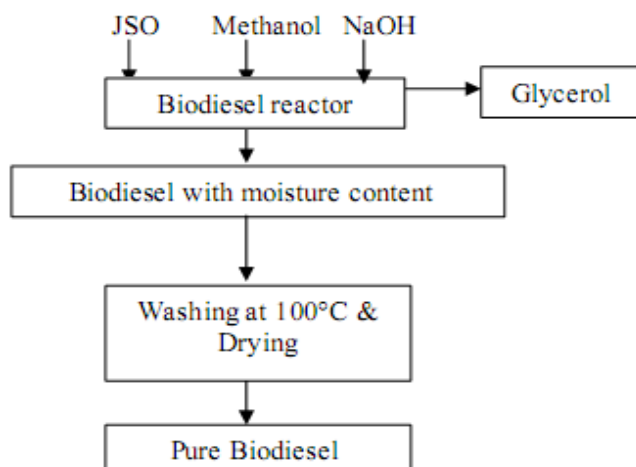 JSO Methanol NaOH
Biodiesel reactor
Glycerol
Biodiesel with moisture content
Washing at 100°C &
Drying
Pure Biodiesel